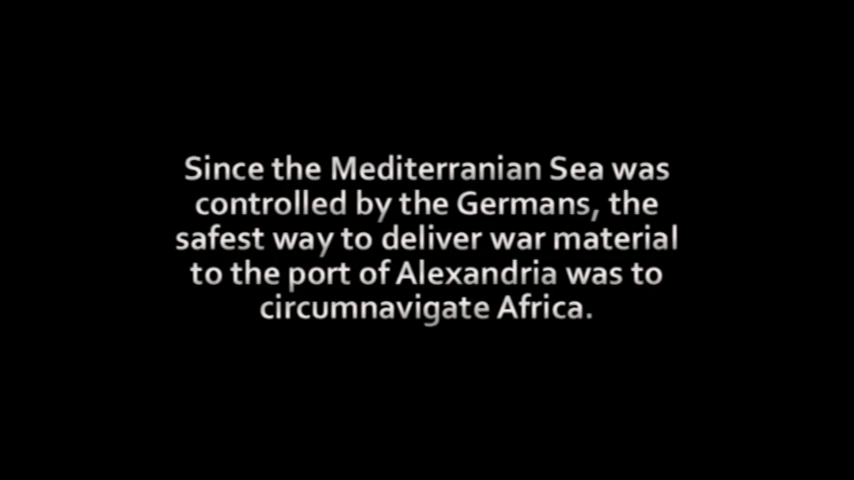 Since the Mediterranian Sea was
controlled by the Germans, the
safest way to deliver war material
to the port of Alexandria was to
circumnavigate Africa.